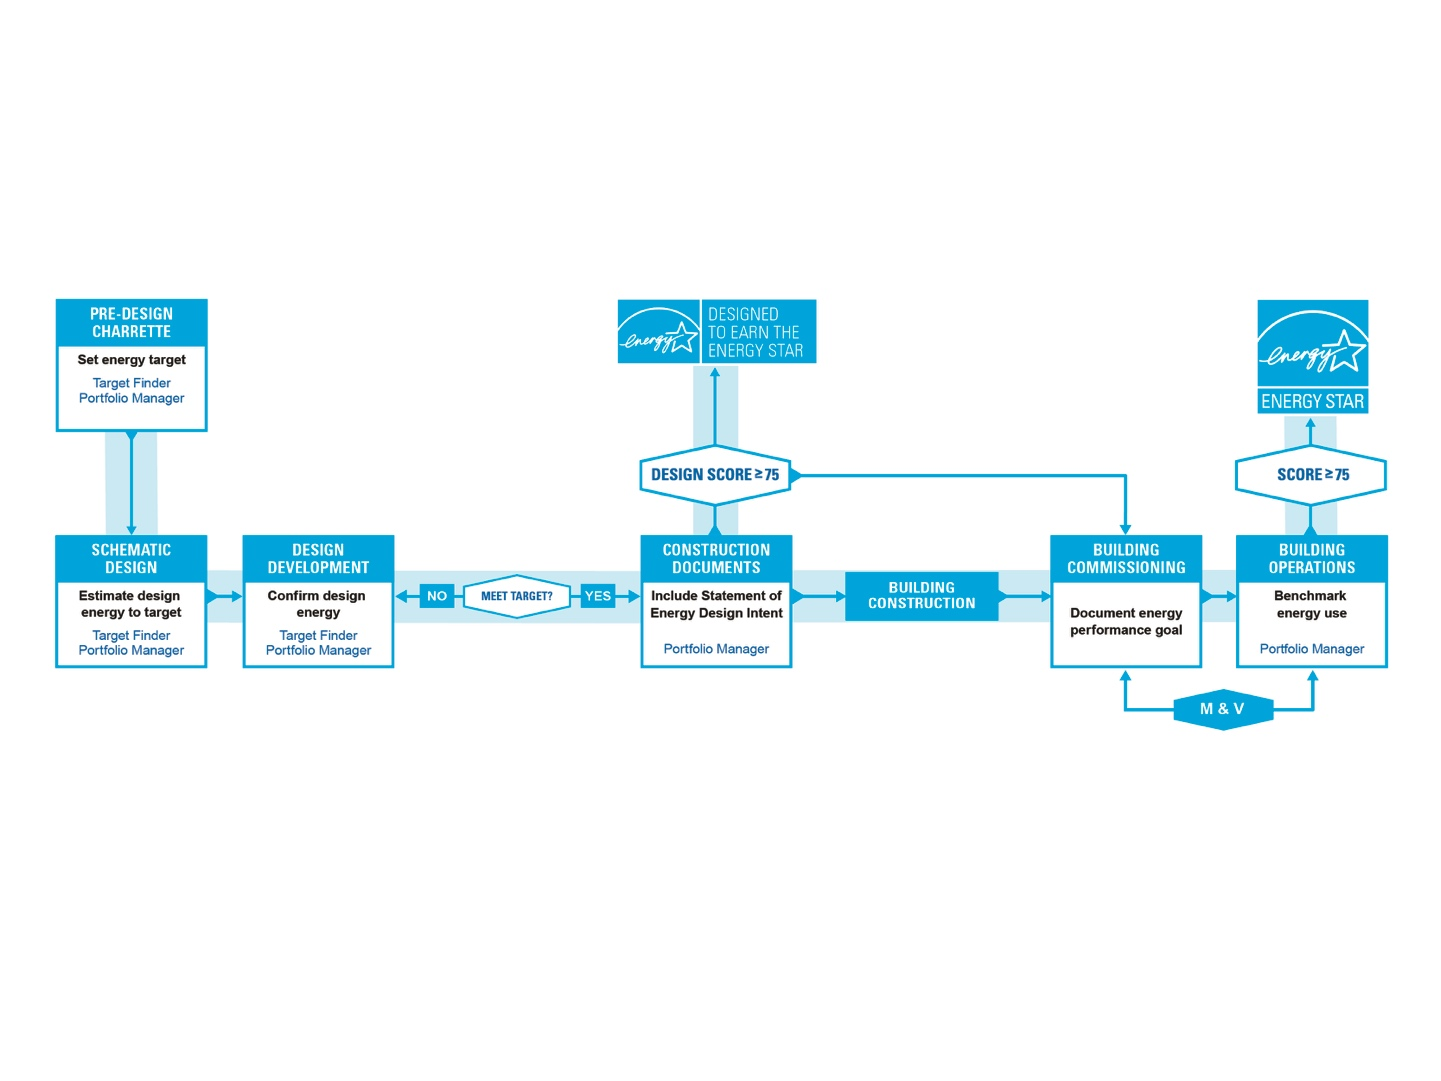 PRE-DESIGN
CHARRETTE
Set energy target
Target Finder
Portfolio Manager
SCHEMATIC
DESIGN
Estimate design
energy to target
Target Finder
Portfolio Manager
DESIGN
DEVELOPMENT
Confirm design
energy
Target Finder
Portfolio Manager
NO
MEET TARGET?
YES
energy
DESIGNED
TO EARN THE
ENERGY STAR
DESIGN SCORE ≥ 75
CONSTRUCTION
DOCUMENTS
Include Statement of
Energy Design Intent
Portfolio Manager
BUILDING
CONSTRUCTION
BUILDING
COMMISSIONING
Document energy
performance goal
energy
ENERGY STAR
SCORE ≥ 75
BUILDING
OPERATIONS
Benchmark
energy use
Portfolio Manager
M & V